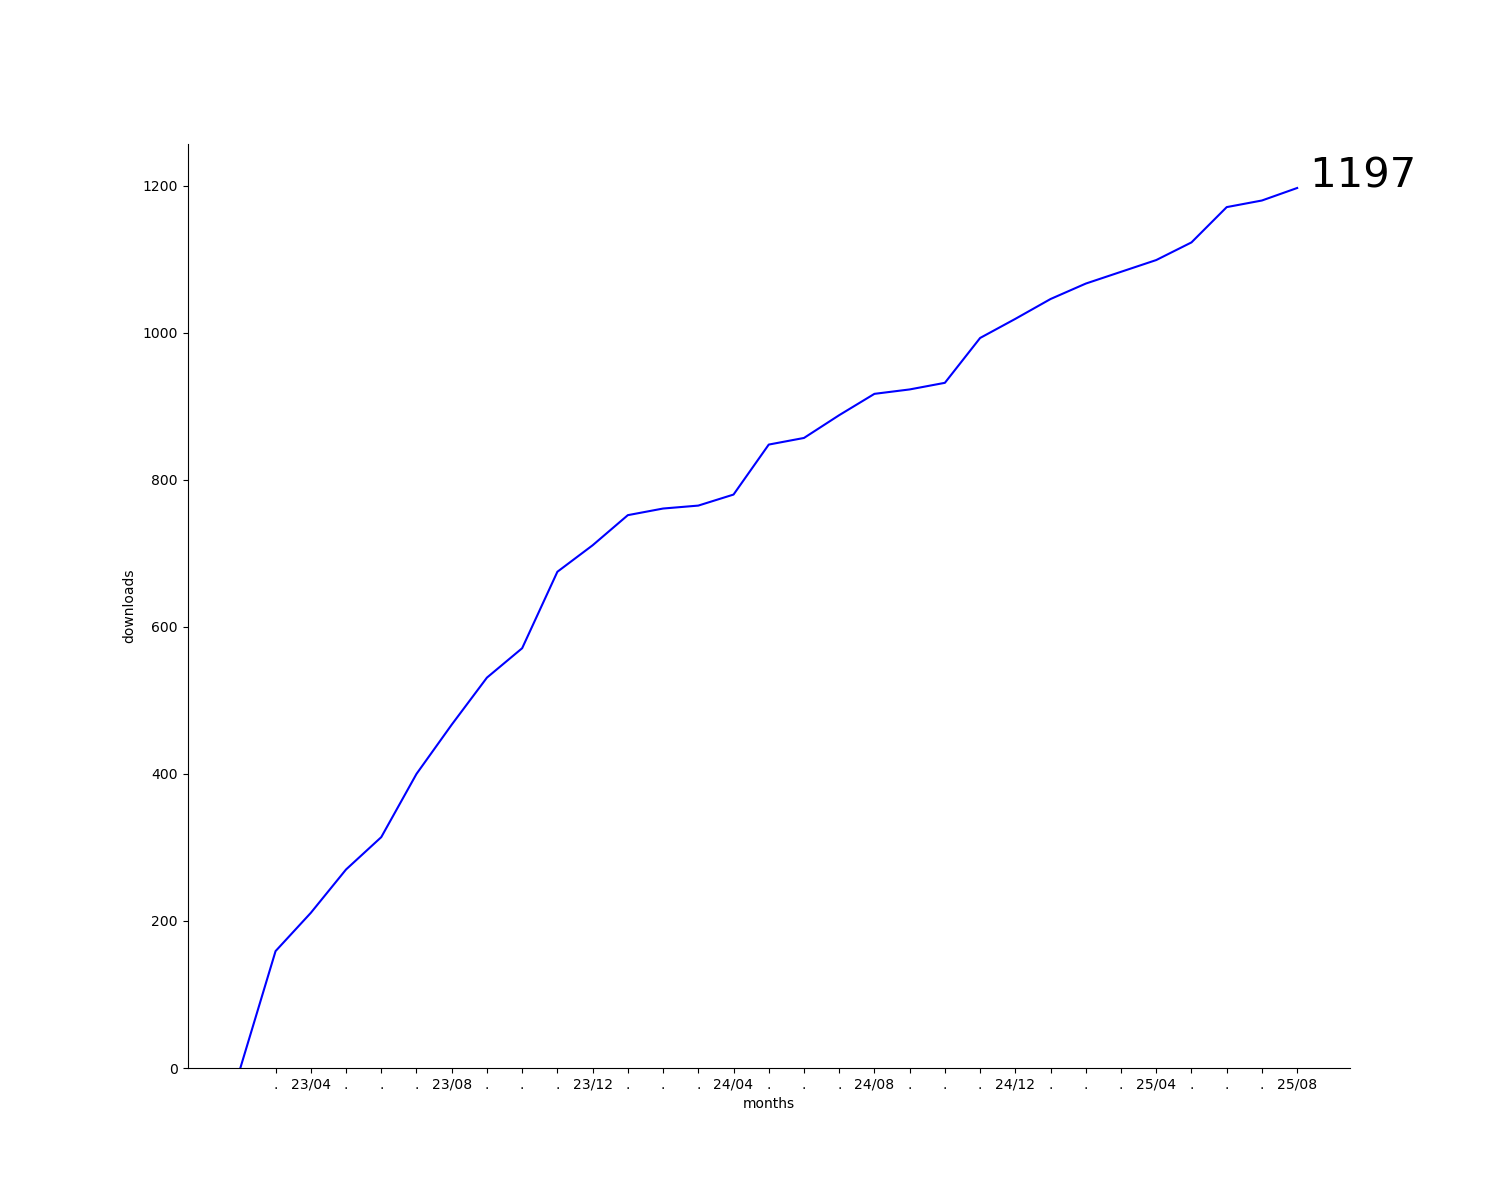 1197
1200
1000
800
600
400
200
0
downloads
. 23/04 . . . 23/08 . . . 23/12 . . . 24/04 . . . 24/08 . . . 24/12 . . . 25/04 . . . 25/08
months